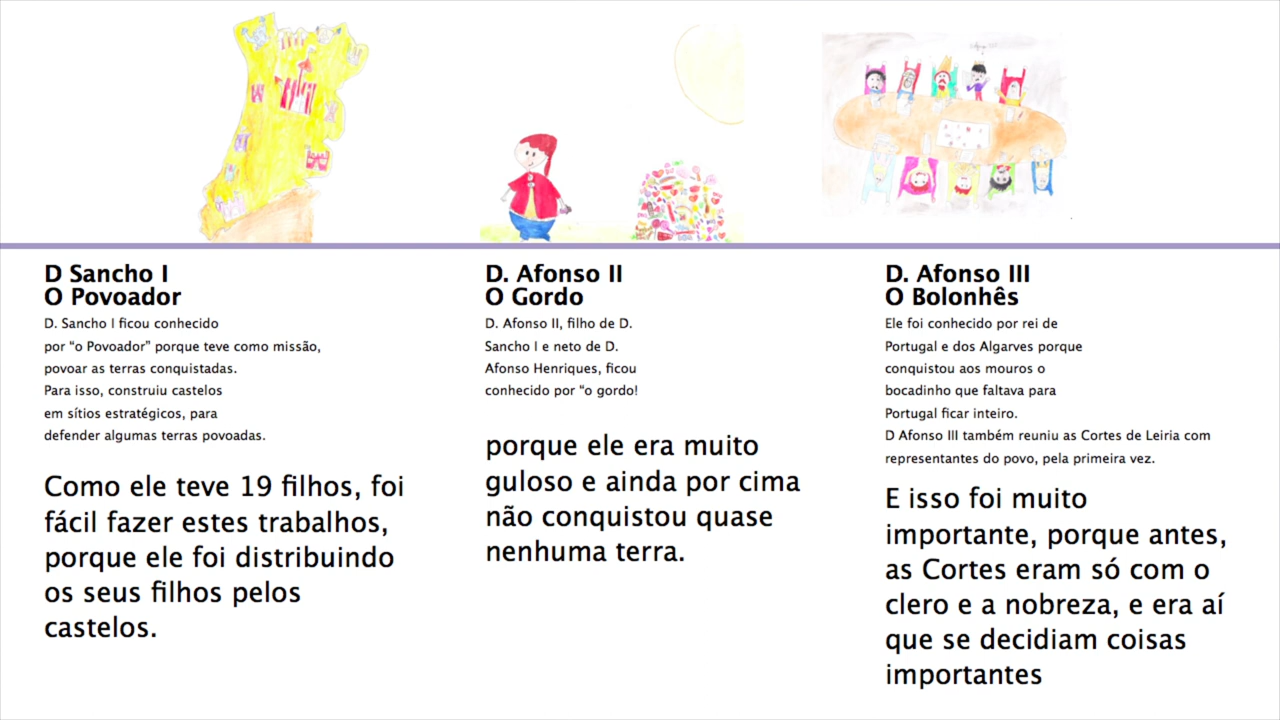 D Sancho I
O Povoador
D. Sancho I ficou conhecido
por “o Povoador” porque teve como missão,
povoar as terras conquistadas.
Para isso, construiu castelos
em sítios estratégicos, para
defender algumas terras povoadas.
Como ele teve 19 filhos, foi
fácil fazer estes trabalhos,
porque ele foi distribuindo
os seus filhos pelos
castelos.
D. Afonso II
O Gordo
D. Afonso II, filho de D.
Sancho I e neto de D.
Afonso Henriques, ficou
conhecido por “o gordo!
porque ele era muito
guloso e ainda por cima
não conquistou quase
nenhuma terra.
D. Afonso III
O Bolonhês
Ele foi conhecido por rei de
Portugal e dos Algarves porque
conquistou aos mouros o
bocadinho que faltava para
Portugal ficar inteiro.
D Afonso III também reuniu as Cortes de Leiria com
representantes do povo, pela primeira vez.
E isso foi muito
importante, porque antes,
as Cortes eram só com o
clero e a nobreza, e era aí
que se decidiam coisas
importantes